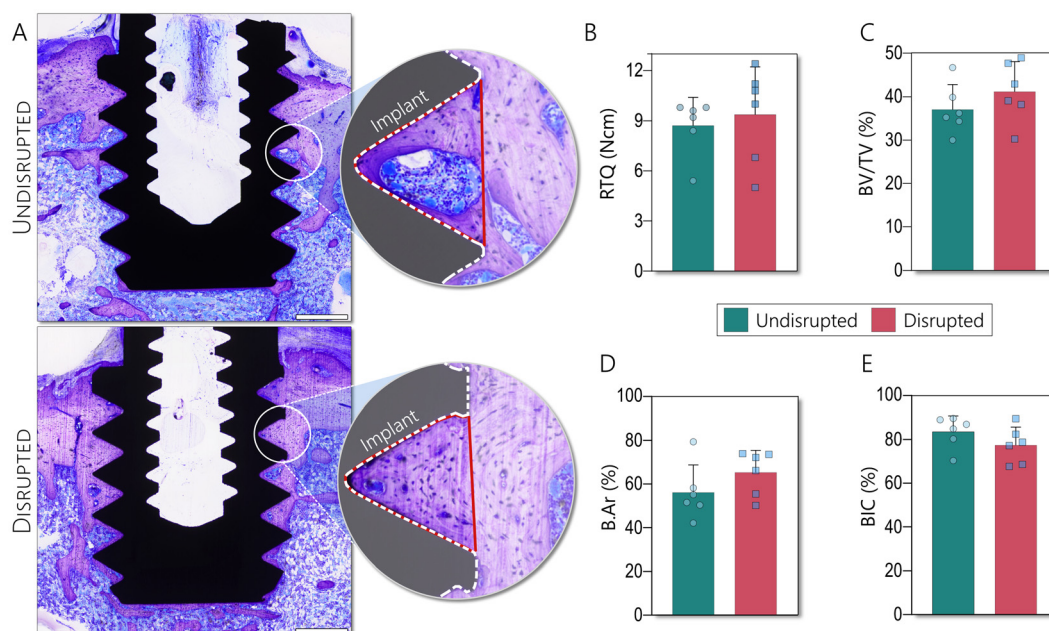 A
UNDISRUPTED
Implant
DISRUPTED
Implant
B
RTQ (Ncm)
12
9
6
3
0
C
BV/TV (%)
50
40
30
20
10
0
Undisrupted
Disrupted
D
B.Ar (%)
100
80
60
40
20
0
E
BIC (%)
100
80
60
40
20
0